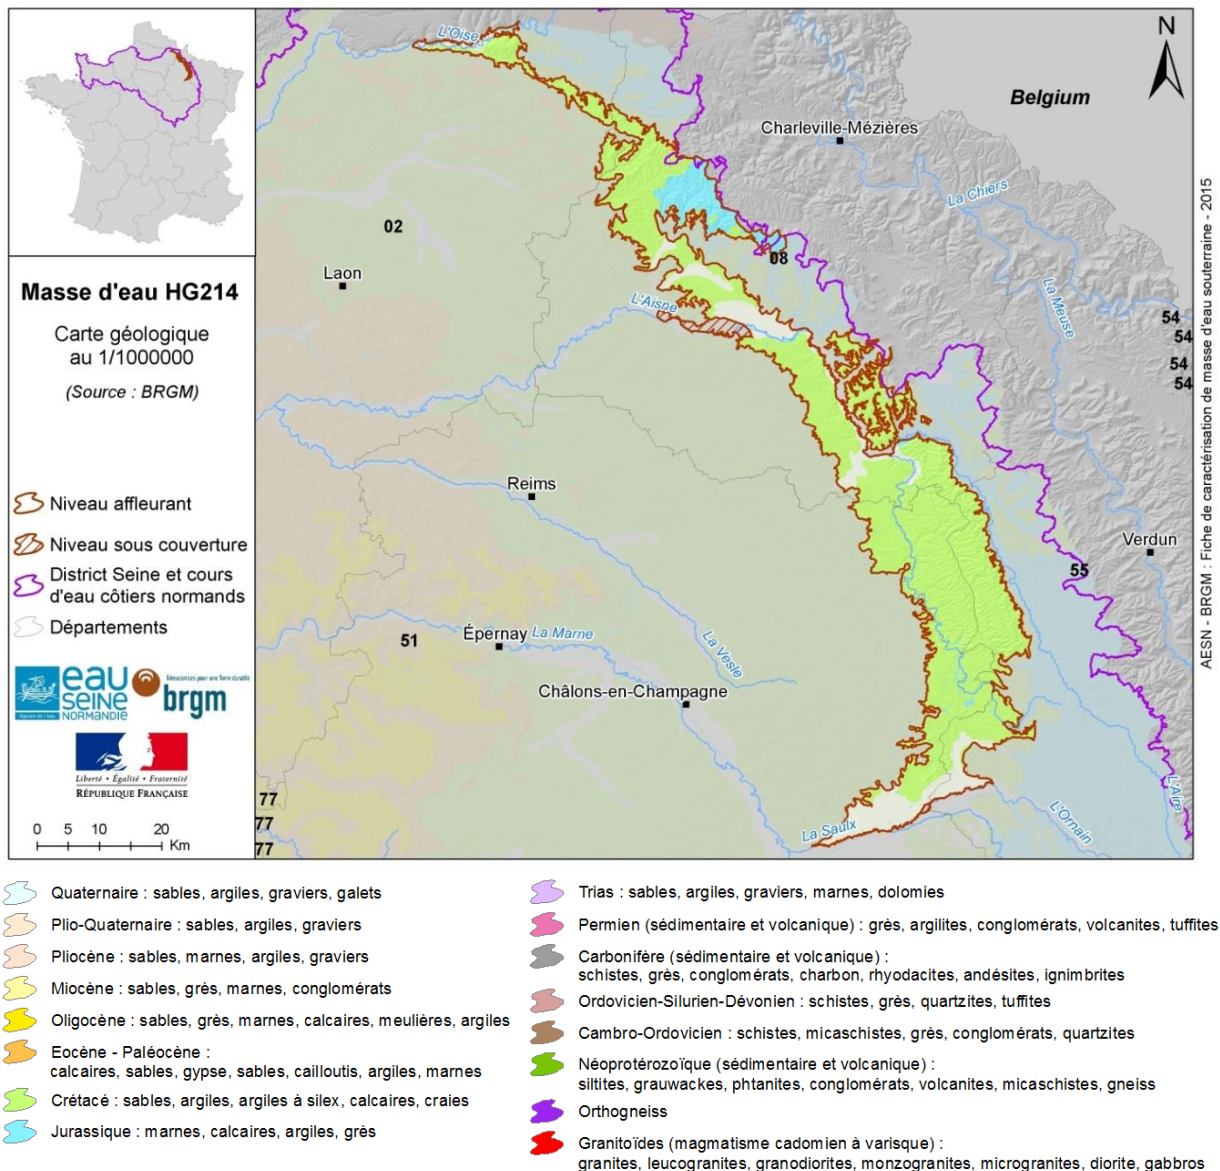 Masse d'eau HG214
Carte géologique
au 1/1000000
(Source : BRGM)
Niveau affleurant
Niveau sous couverture
District Seine et cours
d'eau côtiers normands
Départements
eau
SEINE
NORMANDIE
Agence de l'eau
Géosciences pour une Terre durable
brgm
Liberté • Égalité • Fraternité
RÉPUBLIQUE FRANÇAISE
0 5 10 20
Km
N
Belgium
L'Oise
Charleville-Mézières
La Chiers
02
08
Laon
L'Aisne
La Meuse
54
54
54
54
Reims
Verdun
55
51
Épernay
La Marne
La Vesle
Châlons-en-Champagne
77
77
77
La Saulx
L'Ornain
L'Aire
AESN - BRGM : Fiche de caractérisation de masse d'eau souterraine - 2015
Quaternaire : sables, argiles, graviers, galets
Plio-Quaternaire : sables, argiles, graviers
Pliocène : sables, marnes, argiles, graviers
Miocène : sables, grès, marnes, conglomérats
Oligocène : sables, grès, marnes, calcaires, meulières, argiles
Eocène - Paléocène :
calcaires, sables, gypse, sables, cailloutis, argiles, marnes
Crétacé : sables, argiles, argiles à silex, calcaires, craies
Jurassique : marnes, calcaires, argiles, grès
Trias : sables, argiles, graviers, marnes, dolomies
Permien (sédimentaire et volcanique) : grès, argilites, conglomérats, volcanites, tuffites
Carbonifère (sédimentaire et volcanique) :
schistes, grès, conglomérats, charbon, rhyodacites, andésites, ignimbrites
Ordovicien-Silurien-Dévonien : schistes, grès, quartzites, tuffites
Cambro-Ordovicien : schistes, micaschistes, grès, conglomérats, quartzites
Néoprotérozoïque (sédimentaire et volcanique) :
siltites, grauwackes, phtanites, conglomérats, volcanites, micaschistes, gneiss
Orthogneiss
Granitoïdes (magmatisme cadomien à varisque) :
granites, leucogranites, granodiorites, monzogranites, microgranites, diorite, gabbros